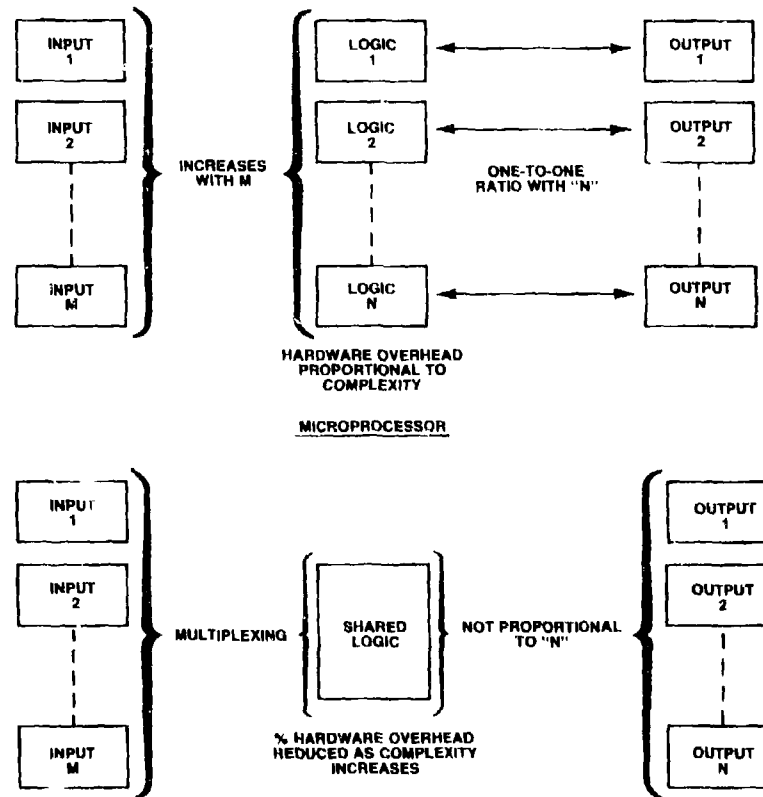 INPUT
1
LOGIC
1
OUTPUT
1
INPUT
2
LOGIC
2
OUTPUT
2
INCREASES
WITH M
ONE-TO-ONE
RATIO WITH "N"
INPUT
M
LOGIC
N
OUTPUT
N
HARDWARE OVERHEAD
PROPORTIONAL TO
COMPLEXITY
MICROPROCESSOR
INPUT
1
OUTPUT
1
INPUT
2
OUTPUT
2
MULTIPLEXING
SHARED
LOGIC
NOT PROPORTIONAL
TO "N"
INPUT
M
OUTPUT
N
% HARDWARE OVERHEAD
REDUCED AS COMPLEXITY
INCREASES